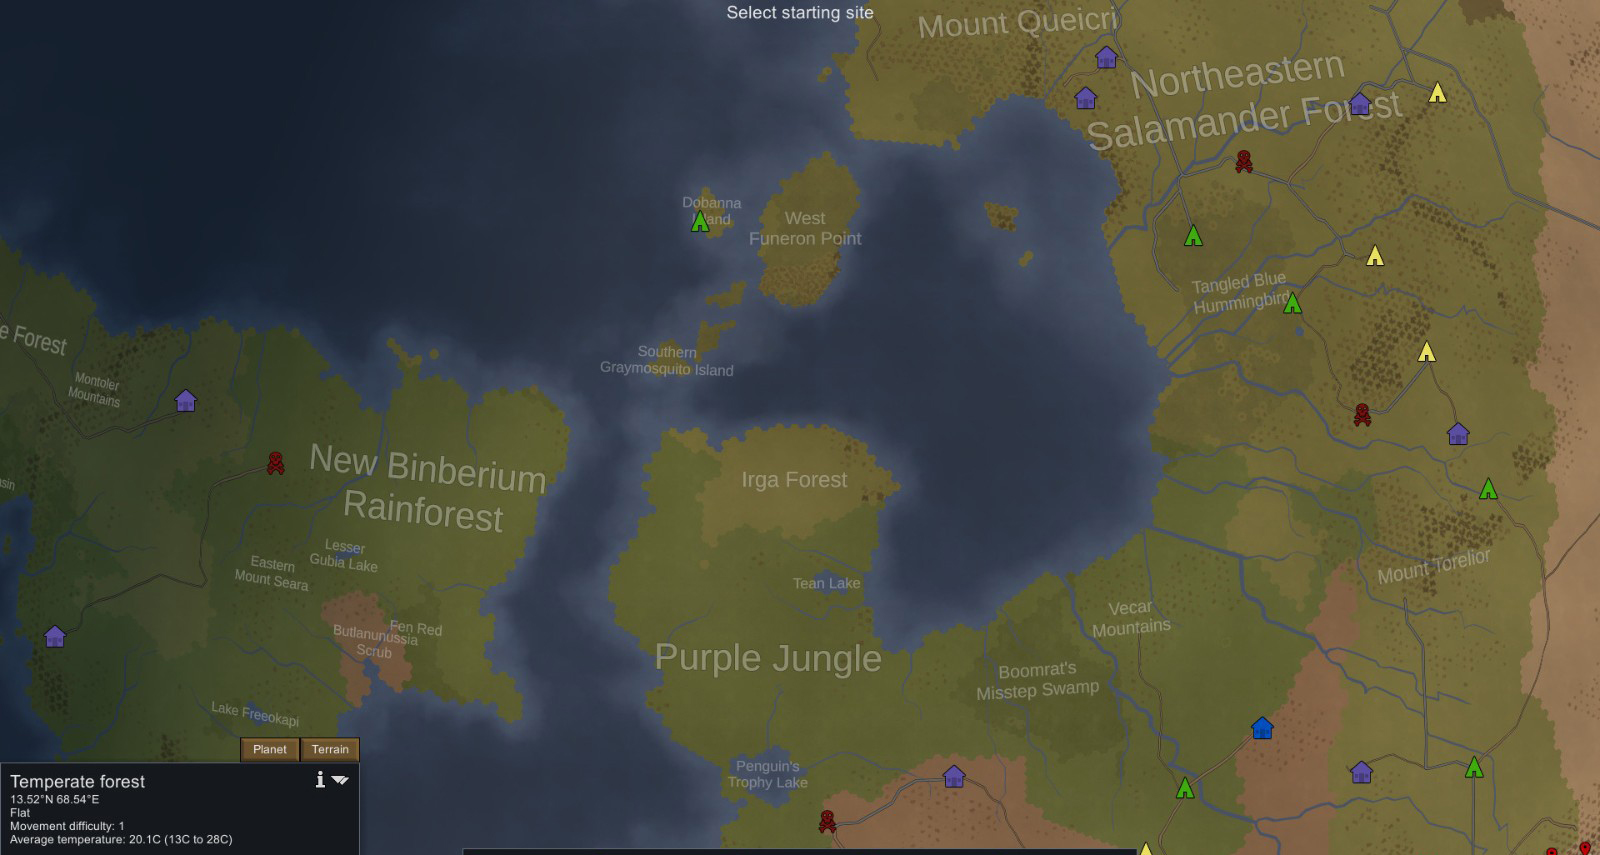 Select starting site
Mount Queicri
Northeastern
Salamander Forest
Dobanna
Island
West
Funeron Point
Tangled Blue
Hummingbird
Southern
Graymosquito Island
e Forest
Montoler
Mountains
New Binberium
Rainforest
Irga Forest
sin
Lesser
Gubia Lake
Eastern
Mount Seara
Tean Lake
Mount Torelior
Vecar
Mountains
Fen Red
Butlanunussia
Scrub
Purple Jungle
Boomrat's
Misstep Swamp
Lake Freeokapi
Penguin's
Trophy Lake
Planet
Terrain
Temperate forest
13.52°N 68.54°E
Flat
Movement difficulty: 1
Average temperature: 20.1C (13C to 28C)